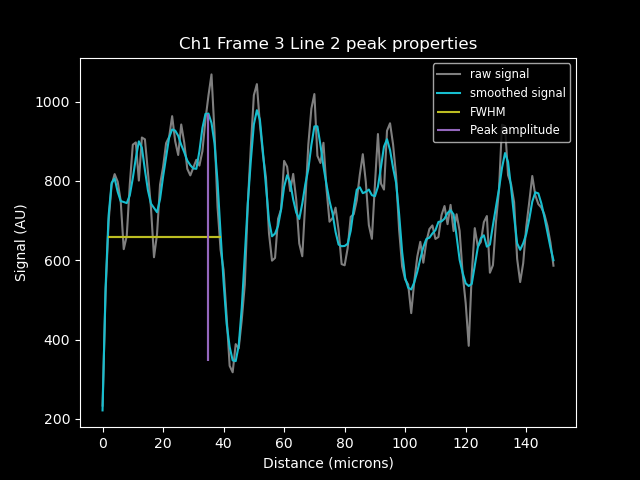 Ch1 Frame 3 Line 2 peak properties
raw signal
smoothed signal
FWHM
Peak amplitude
Signal (AU)
1000
800
600
400
200
0 20 40 60 80 100 120 140
Distance (microns)